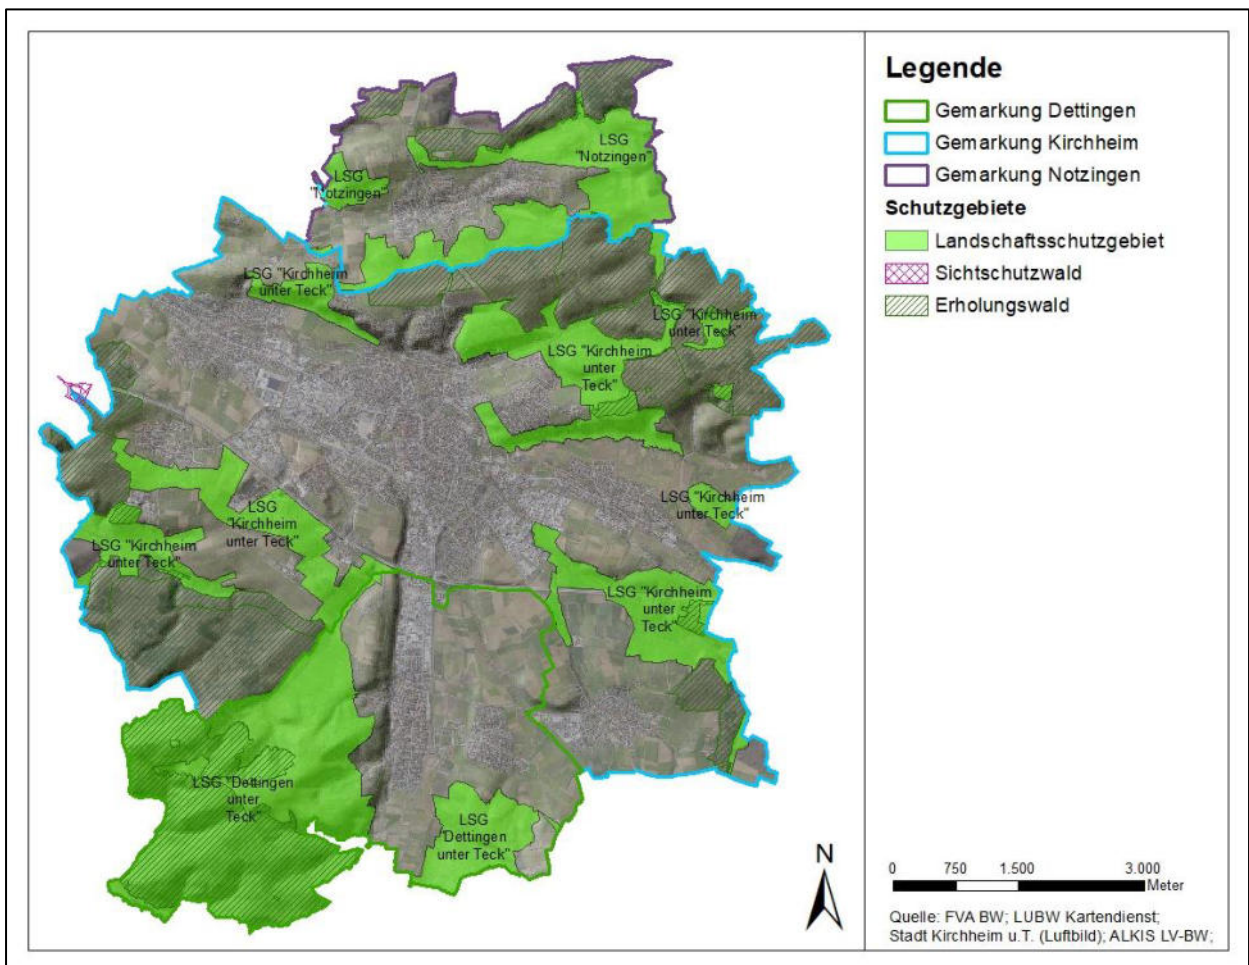 LSG
"Notzingen"
LSG
"Notzingen"
LSG "Kirchheim
unter Teck"
LSG "Kirchheim
unter Teck"
LSG "Kirchheim
unter
Teck"
LSG "Kirchheim
unter Teck"
LSG
"Kirchheim
unter Teck"
LSG "Kirchheim
unter Teck"
LSG "Kirchheim
unter
Teck"
LSG "Dettingen
unter
Teck"
LSG
"Dettingen
unter Teck"
N
Legende
Gemarkung Dettingen
Gemarkung Kirchheim
Gemarkung Notzingen
Schutzgebiete
Landschaftsschutzgebiet
Sichtschutzwald
Erholungswald
0 750 1.500 3.000
Meter
Quelle: FVA BW; LUBW Kartendienst;
Stadt Kirchheim u.T. (Luftbild); ALKIS LV-BW;